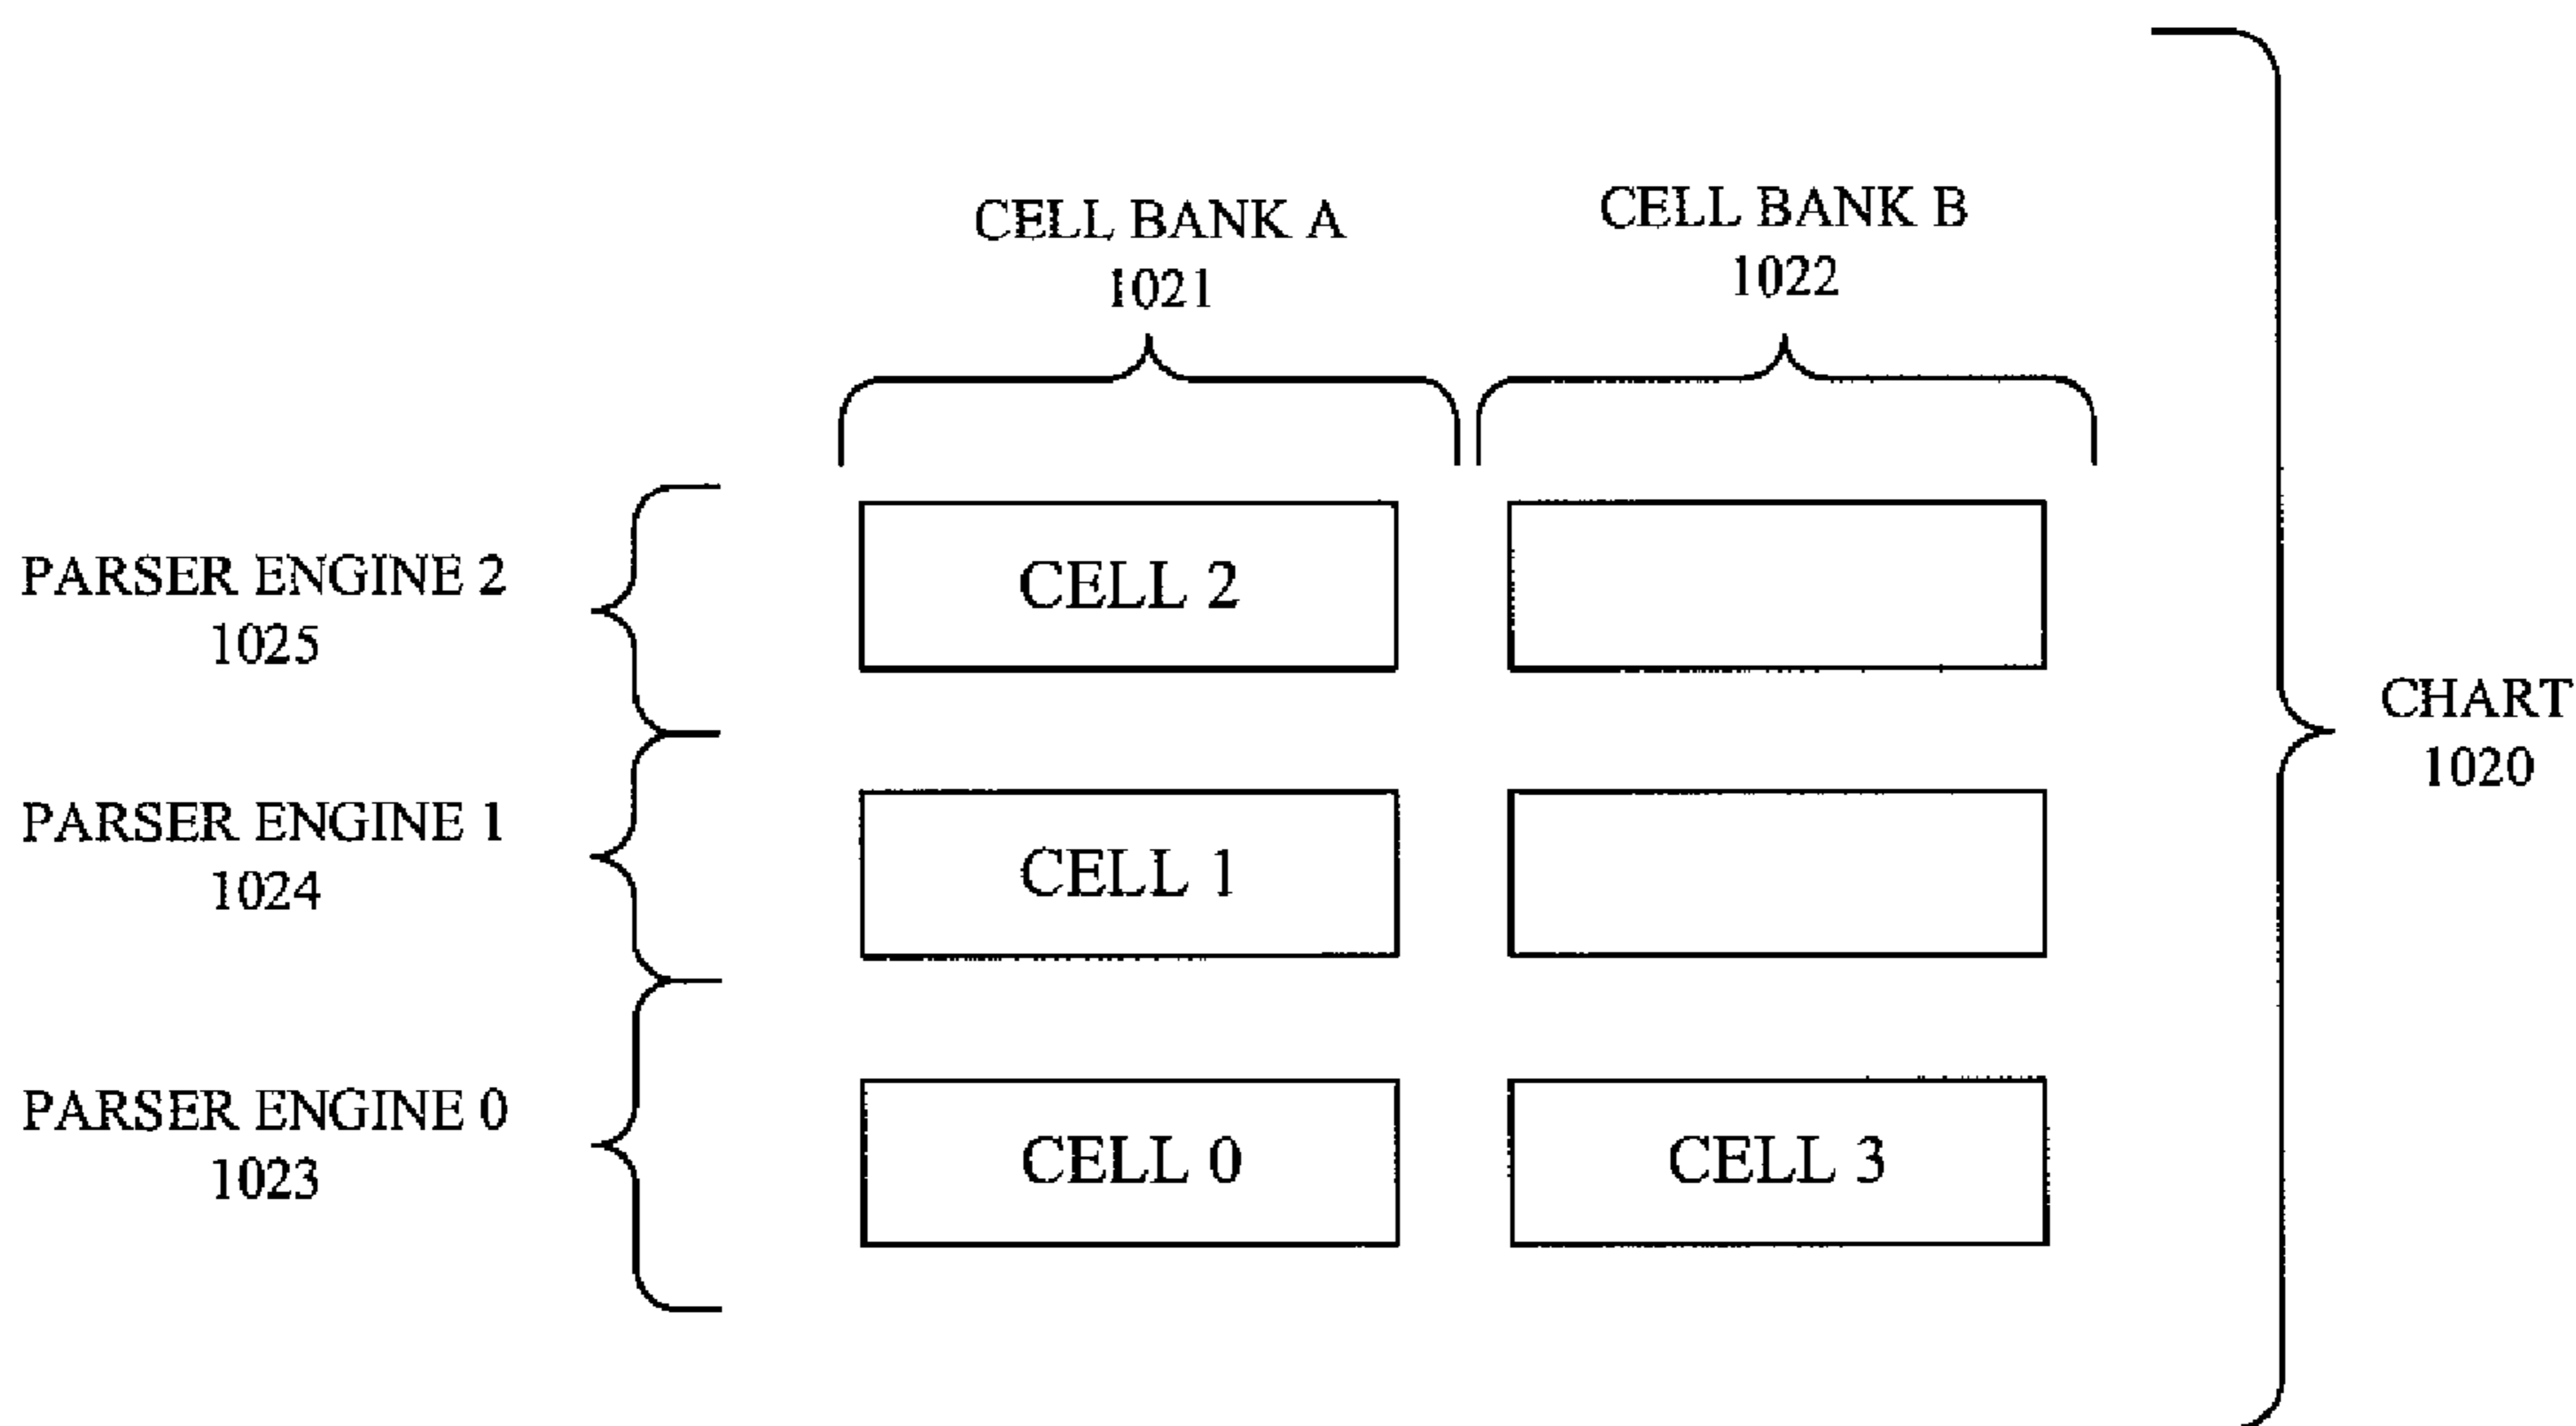 CELL BANK A
1021
CELL BANK B
1022
PARSER ENGINE 2
1025
CELL 2
CHART
1020
PARSER ENGINE 1
1024
CELL 1
PARSER ENGINE 0
1023
CELL 0
CELL 3